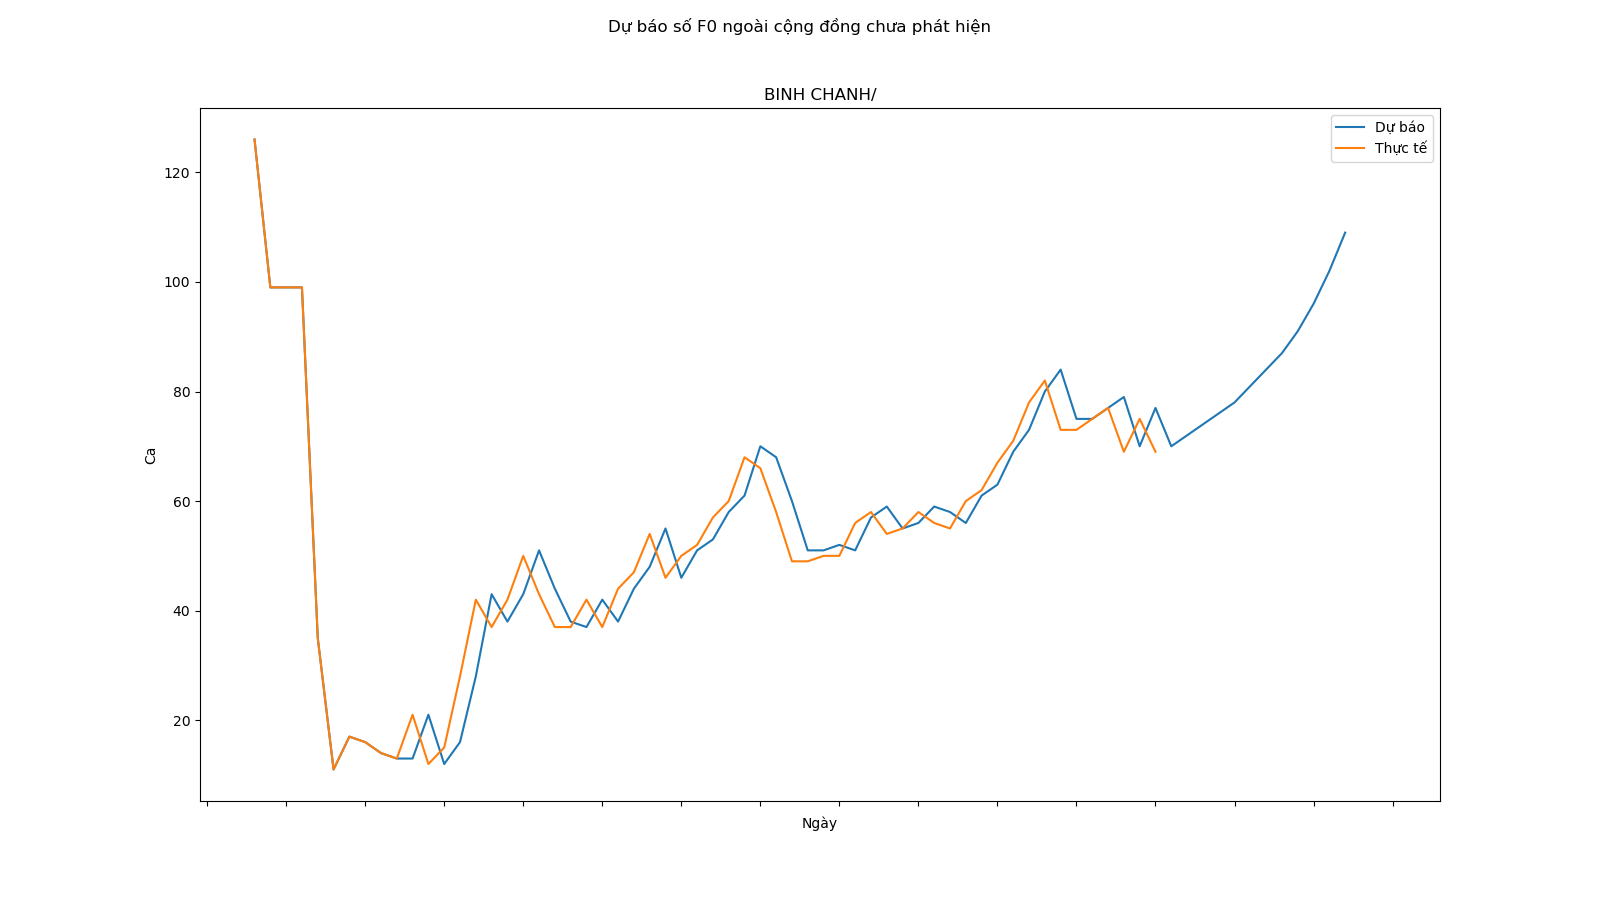 Dự báo số F0 ngoài cộng đồng chưa phát hiện
BINH CHANH/
Dự báo
Thực tế
120
100
80
60
40
20
Ca
Ngày